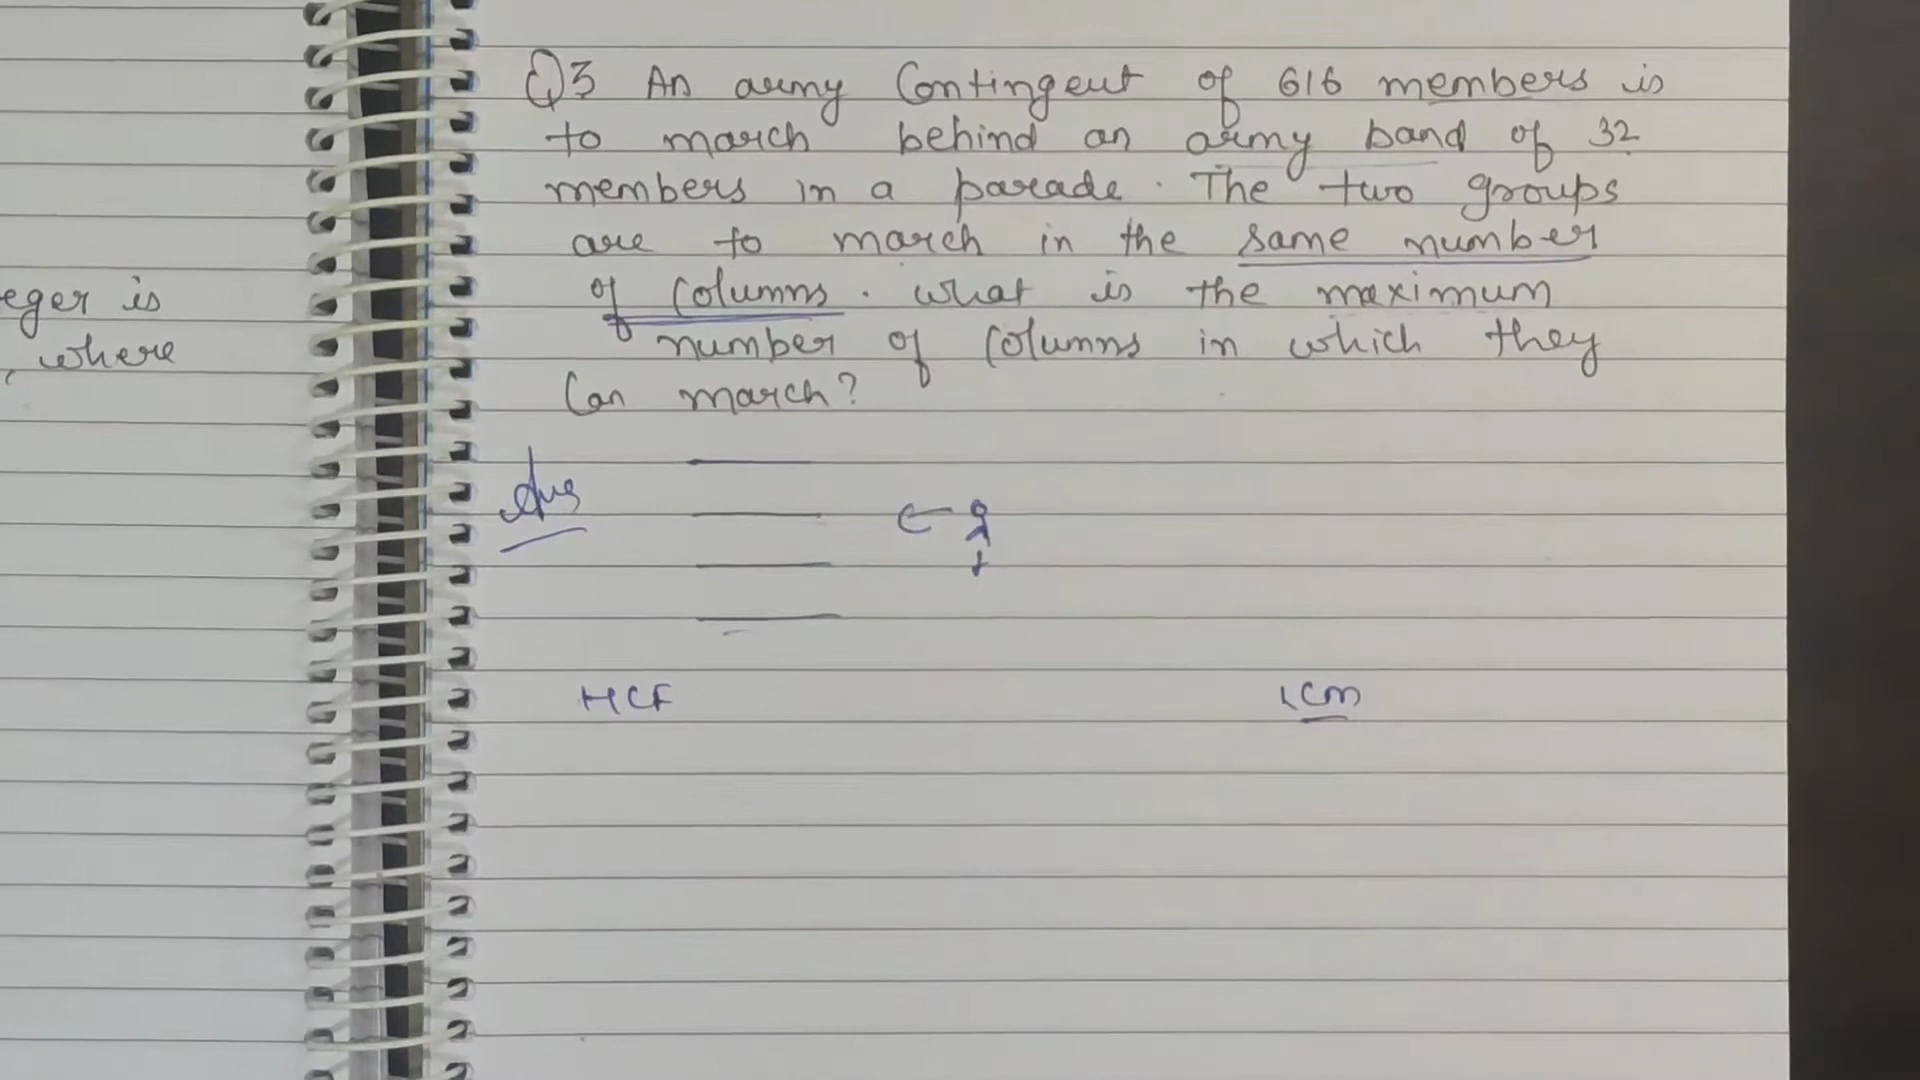 eger is
, where
Q3 An army Contingent of 616 members is
to march behind an army band of 32
members in a parade. The two groups
are to march in the same number
of Columns. what is the maximum
number of Columns in which they
Can march?
Ans
HCF
LCM